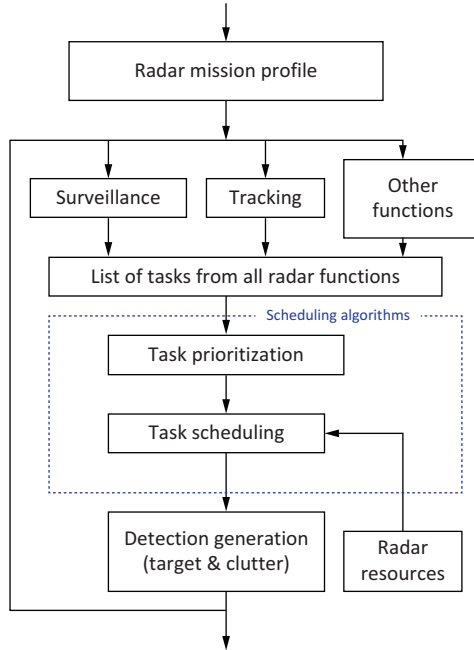 Radar mission profile
Surveillance
Tracking
Other
functions
List of tasks from all radar functions
Scheduling algorithms
Task prioritization
Task scheduling
Detection generation
(target & clutter)
Radar
resources